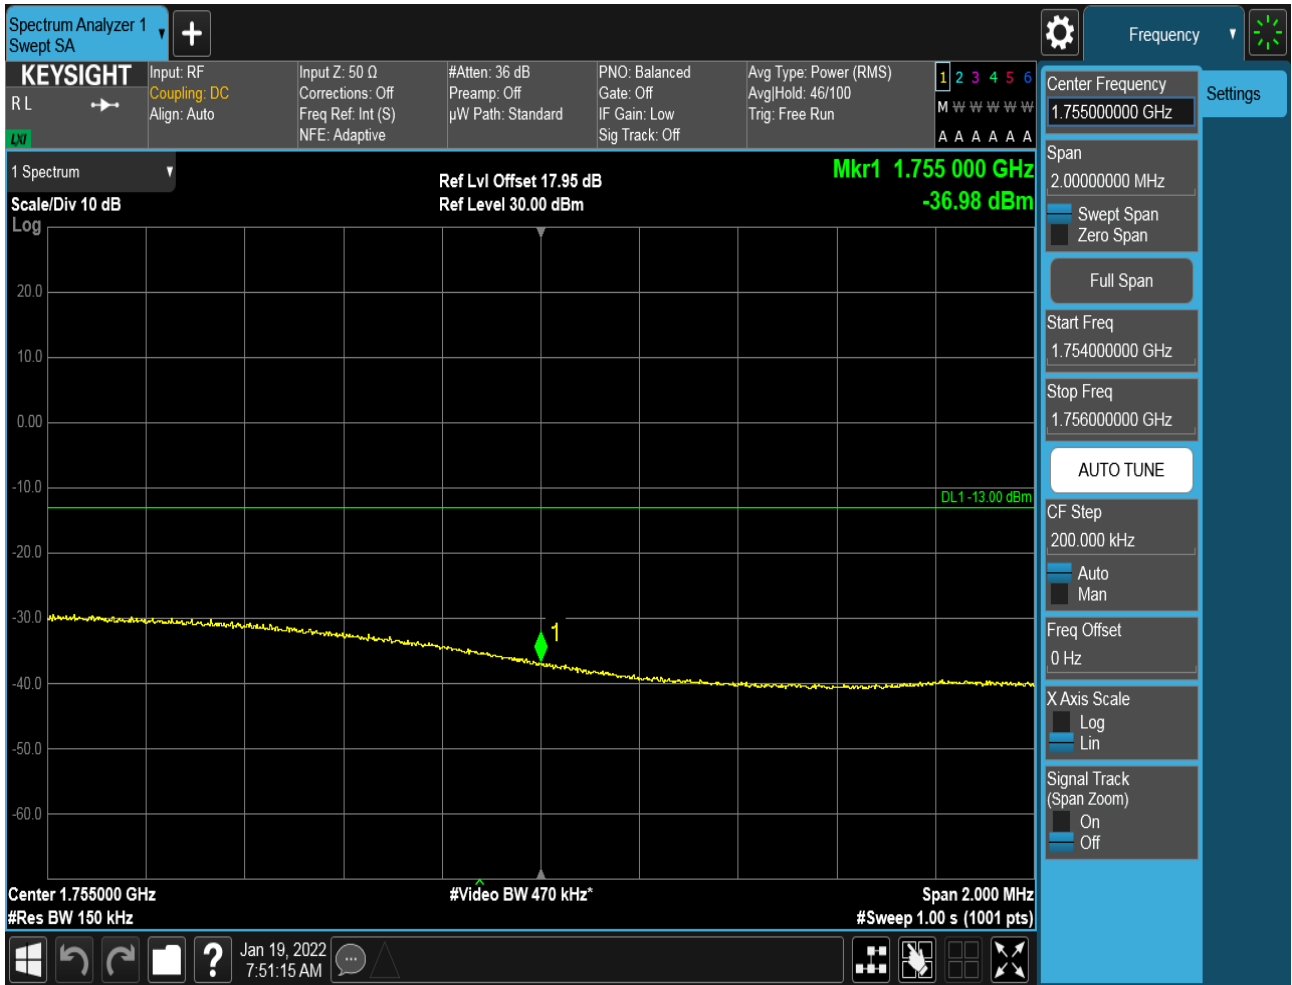 Spectrum Analyzer 1
Swept SA
Frequency
KEYSIGHT
R L
LXI
Input: RF
Coupling: DC
Align: Auto
Input Z: 50 Ω
Corrections: Off
Freq Ref: Int (S)
NFE: Adaptive
#Atten: 36 dB
Preamp: Off
µW Path: Standard
PNO: Balanced
Gate: Off
IF Gain: Low
Sig Track: Off
Avg Type: Power (RMS)
Avg|Hold: 46/100
Trig: Free Run
1 2 3 4 5 6
M W W W W W
A A A A A A
1 Spectrum
Scale/Div 10 dB
Log
Ref Lvl Offset 17.95 dB
Ref Level 30.00 dBm
Mkr1 1.755 000 GHz
-36.98 dBm
20.0
10.0
0.00
-10.0
DL1 -13.00 dBm
-20.0
-30.0
1
-40.0
-50.0
-60.0
Center 1.755000 GHz
#Video BW 470 kHz*
Span 2.000 MHz
#Res BW 150 kHz
#Sweep 1.00 s (1001 pts)
Jan 19, 2022
7:51:15 AM
Center Frequency
1.755000000 GHz
Settings
Span
2.00000000 MHz
Swept Span
Zero Span
Full Span
Start Freq
1.754000000 GHz
Stop Freq
1.756000000 GHz
AUTO TUNE
CF Step
200.000 kHz
Auto
Man
Freq Offset
0 Hz
X Axis Scale
Log
Lin
Signal Track
(Span Zoom)
On
Off